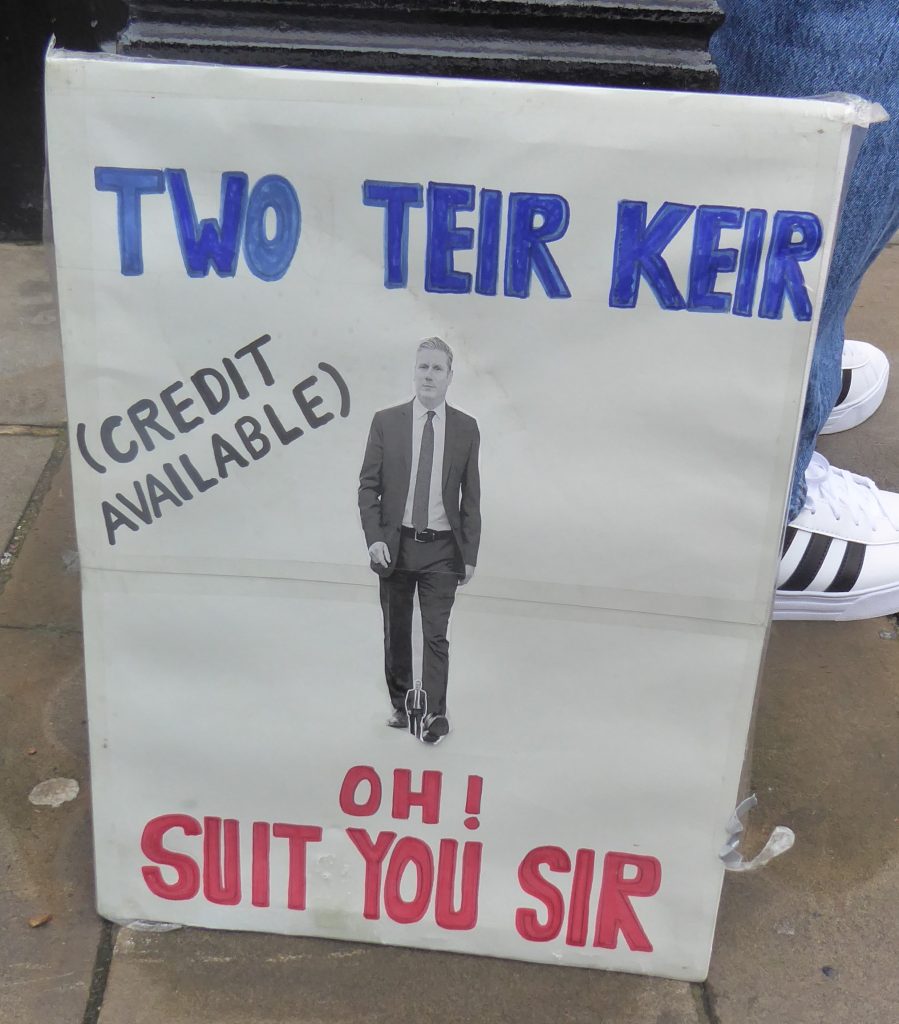 TWO TEIR KEIR
(CREDIT
AVAILABLE)
OH!
SUIT YOU SIR